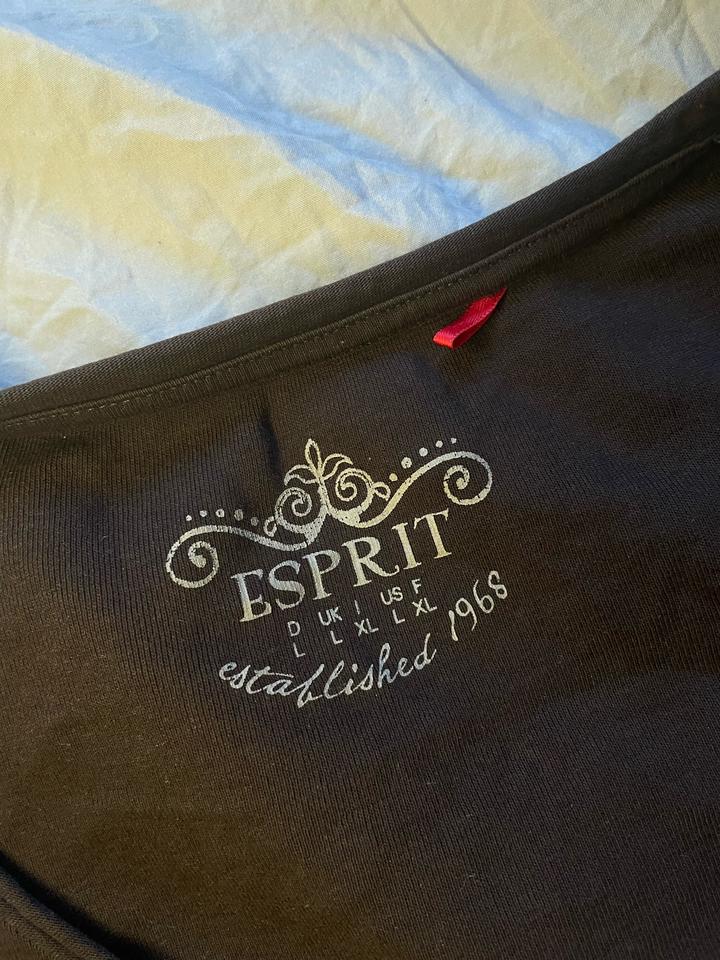 ESPRIT
D UK I US F
L L XL L XL
established 1968